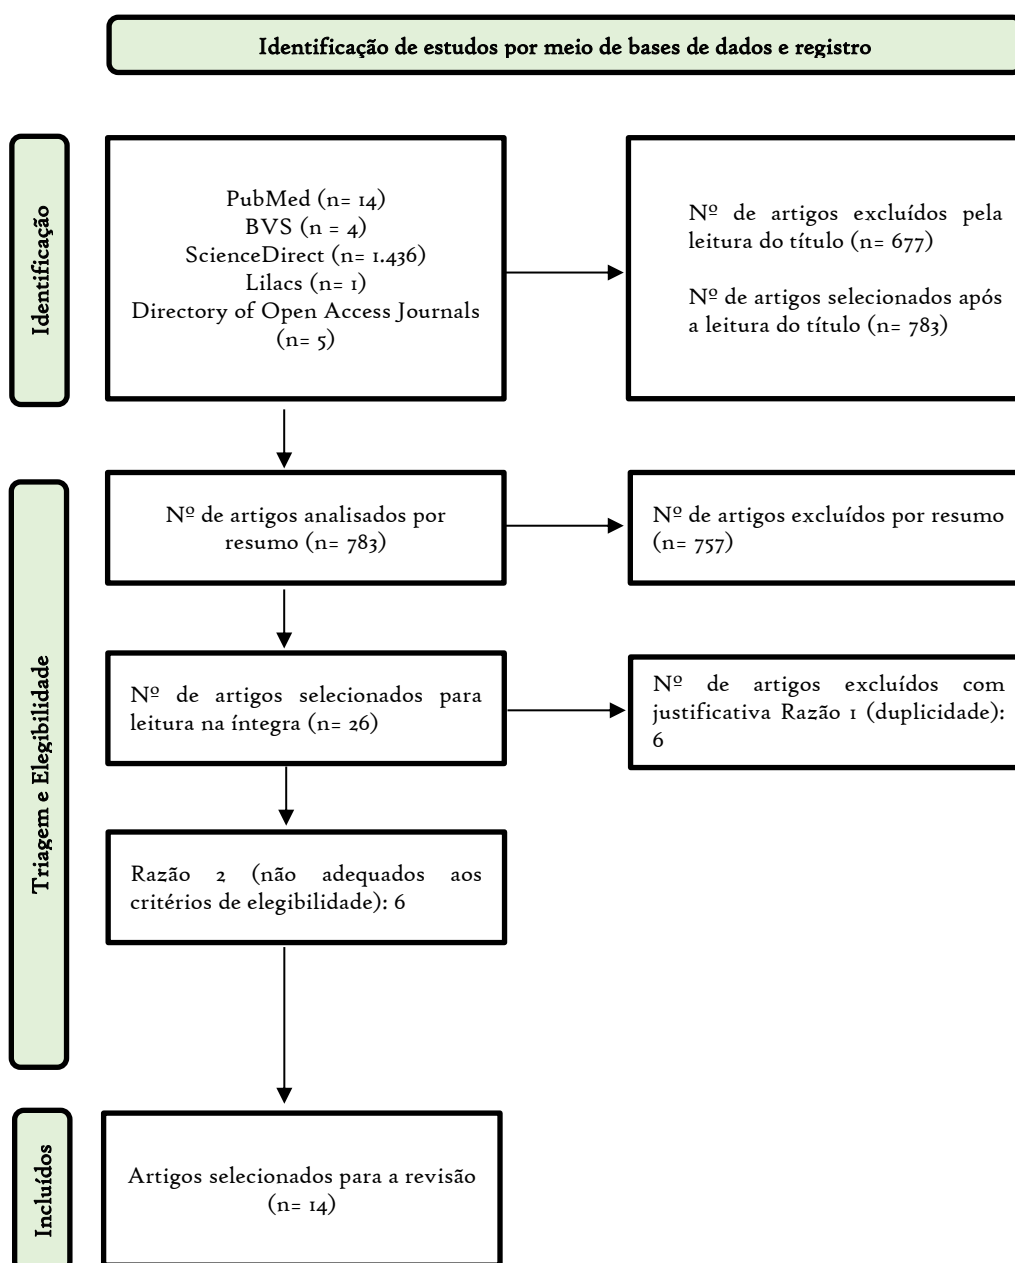 Identificação de estudos por meio de bases de dados e registro
Identificação
PubMed (n= 14)
BVS (n = 4)
ScienceDirect (n= 1.436)
Lilacs (n= 1)
Directory of Open Access Journals
(n= 5)
Nº de artigos excluídos pela
leitura do título (n= 677)
Nº de artigos selecionados após
a leitura do título (n= 783)
Triagem e Elegibilidade
Nº de artigos analisados por
resumo (n= 783)
Nº de artigos excluídos por resumo
(n= 757)
Nº de artigos selecionados para
leitura na íntegra (n= 26)
Nº de artigos excluídos com
justificativa Razão 1 (duplicidade):
6
Razão 2 (não adequados aos
critérios de elegibilidade): 6
Incluídos
Artigos selecionados para a revisão
(n= 14)